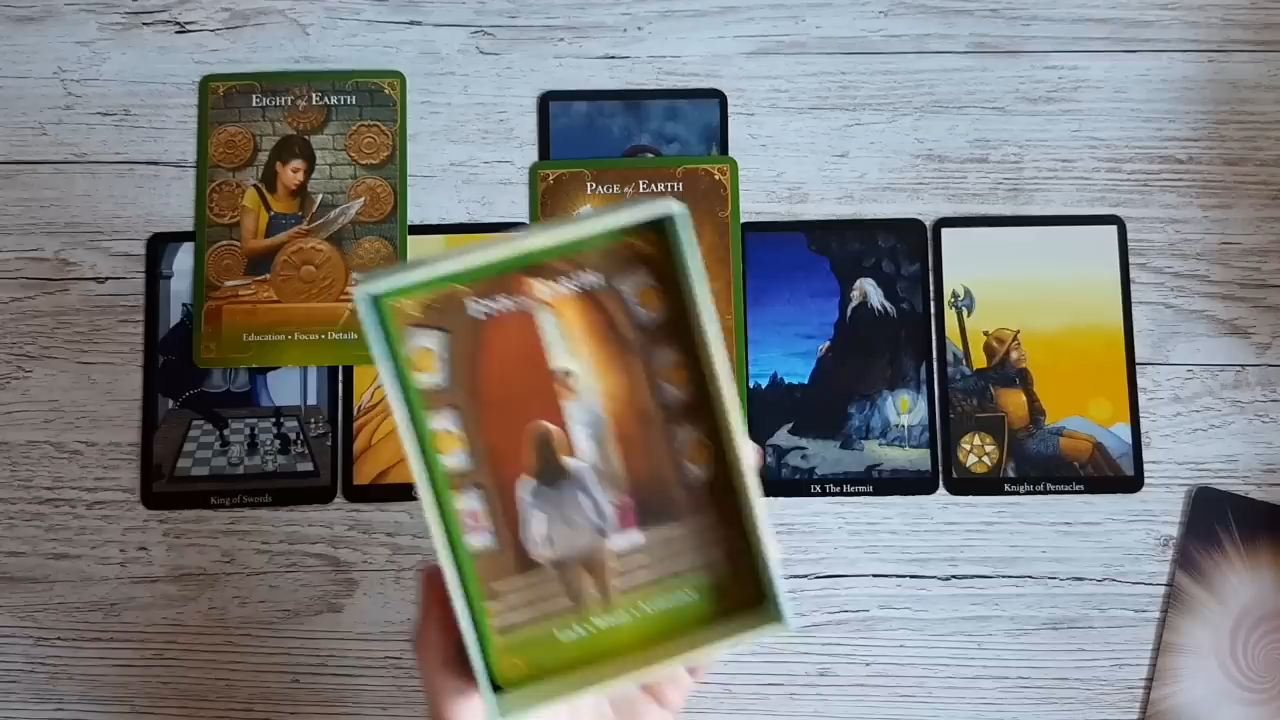 EIGHT of EARTH
PAGE of EARTH
Education • Focus • Details
King of Swords
IX The Hermit
Knight of Pentacles